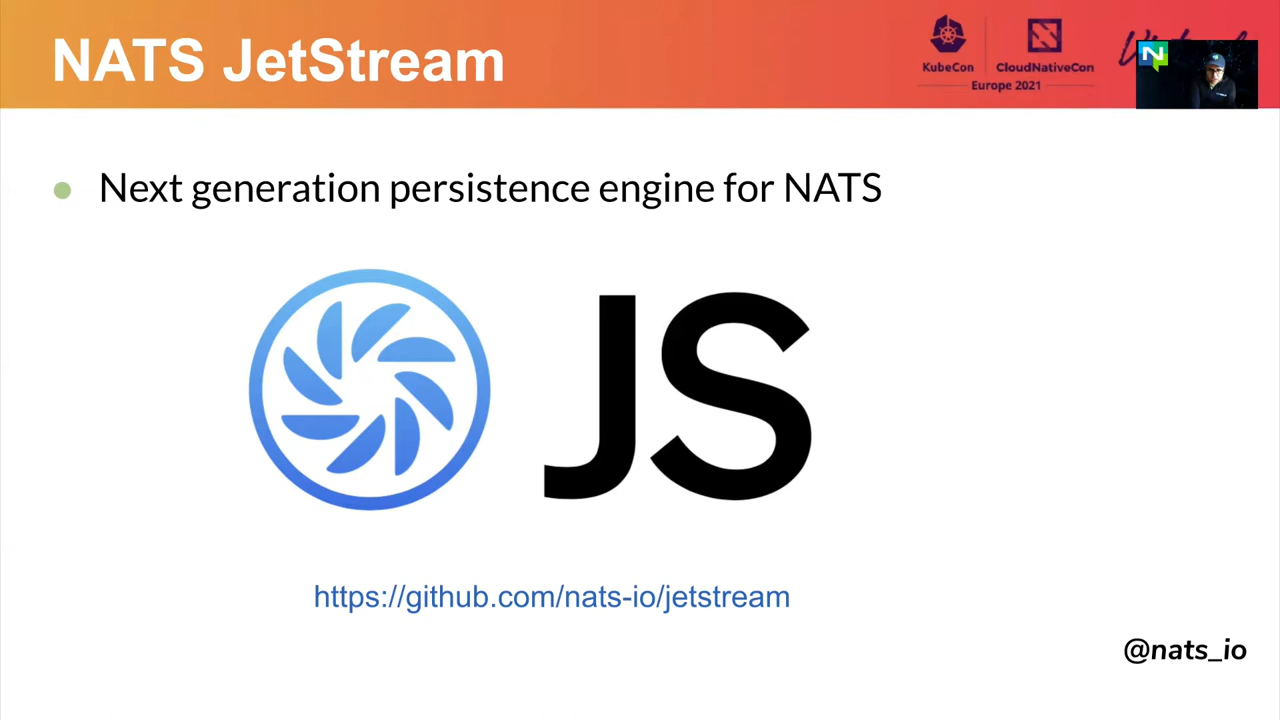 NATS JetStream
KubeCon
CloudNativeCon
Europe 2021
N
Next generation persistence engine for NATS
JS
https://github.com/nats-io/jetstream
@nats_io